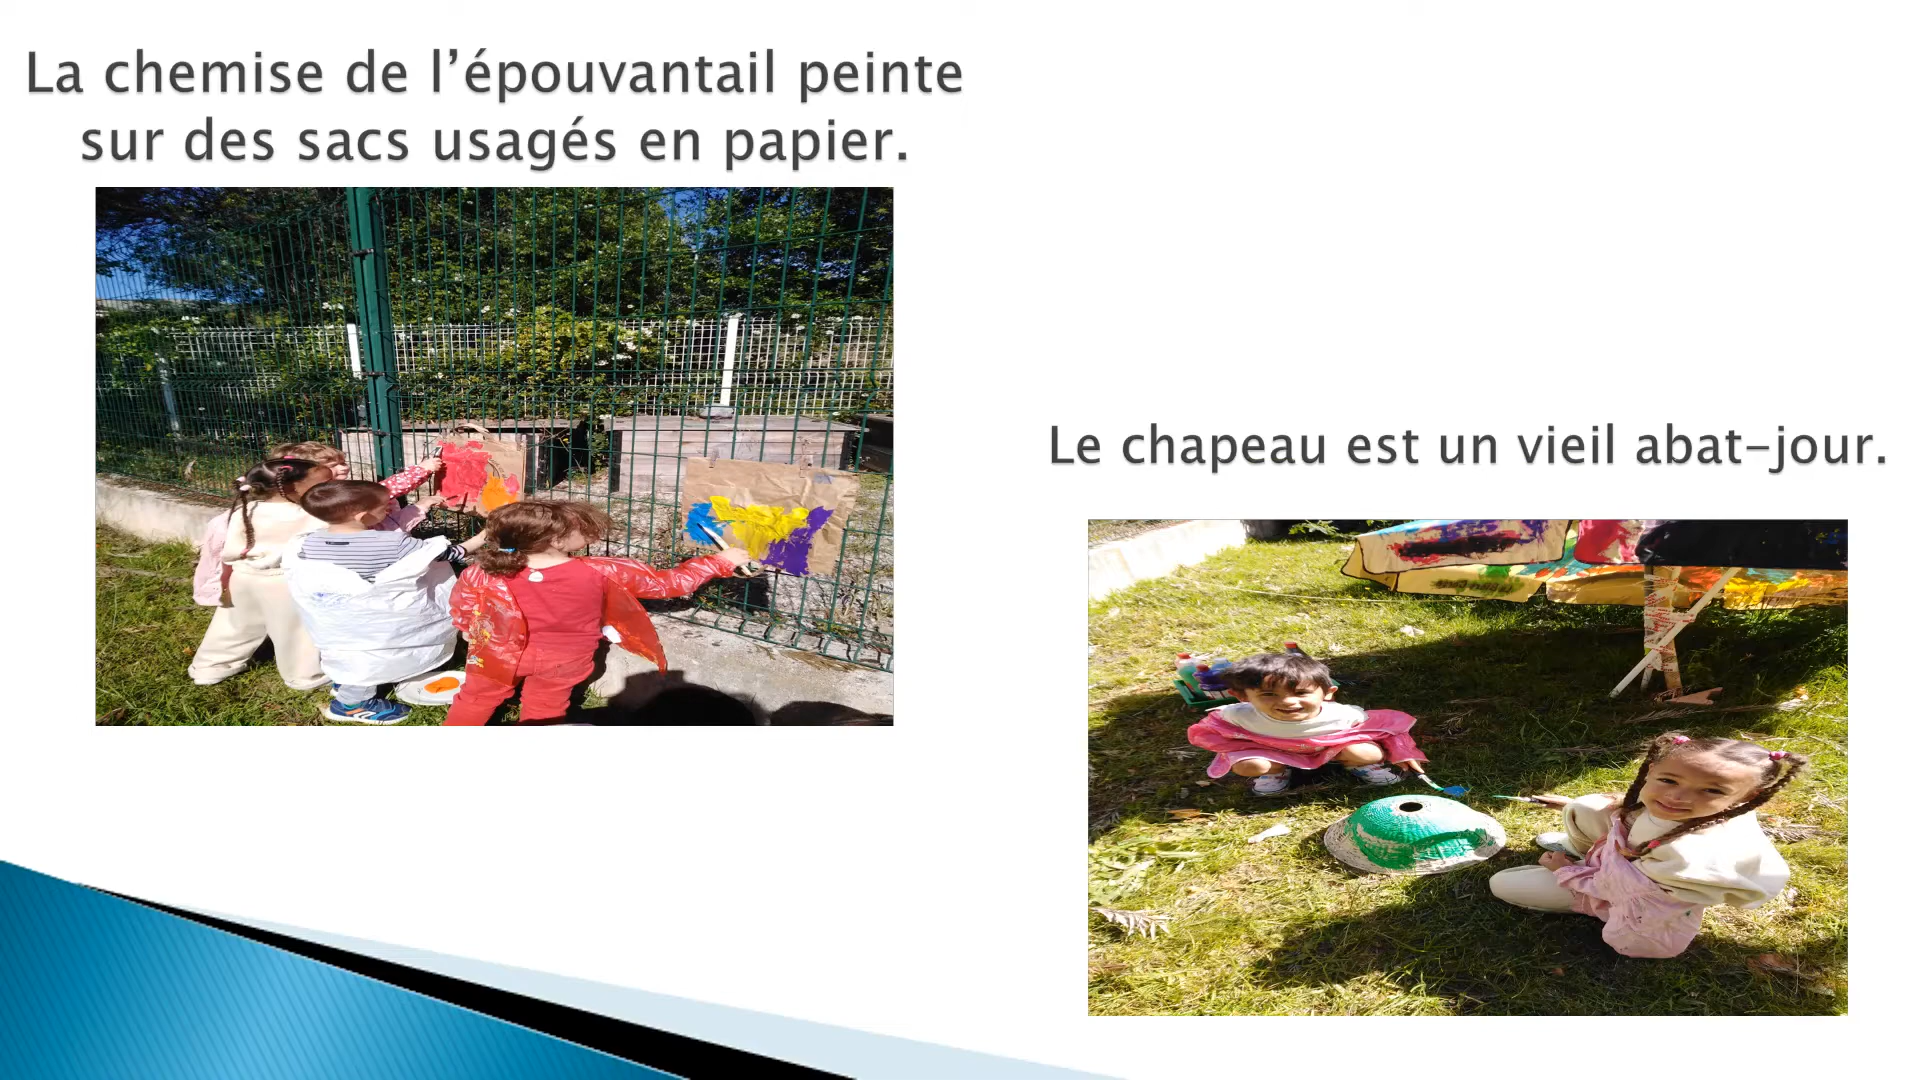 La chemise de l’épouvantail peinte
sur des sacs usagés en papier.
Le chapeau est un vieil abat-jour.